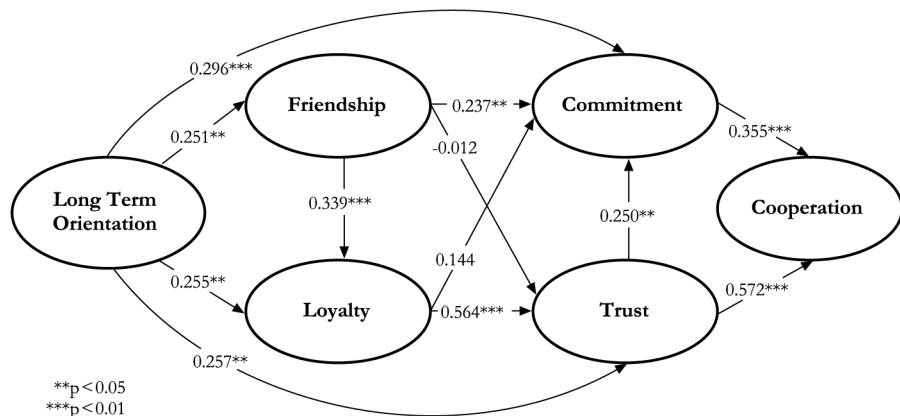 0.296***
Friendship
0.237**
Commitment
0.251**
-0.012
0.355***
Long Term
Orientation
0.339***
0.250**
Cooperation
0.255**
0.144
Loyalty
0.564***
Trust
0.572***
0.257**
**p<0.05
***p<0.01